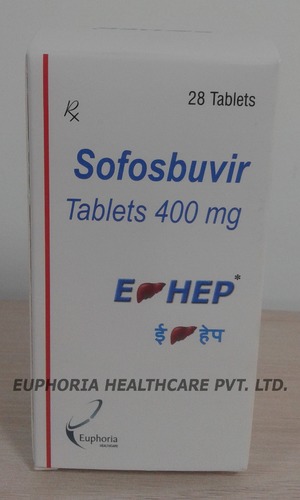 ℞
28 Tablets
Sofosbuvir
Tablets 400 mg
E HEP*
ई हेप
EUPHORIA HEALTHCARE PVT. LTD.
Euphoria